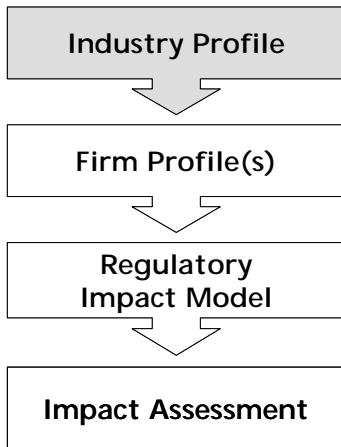 Industry Profile
Firm Profile(s)
Regulatory
Impact Model
Impact Assessment